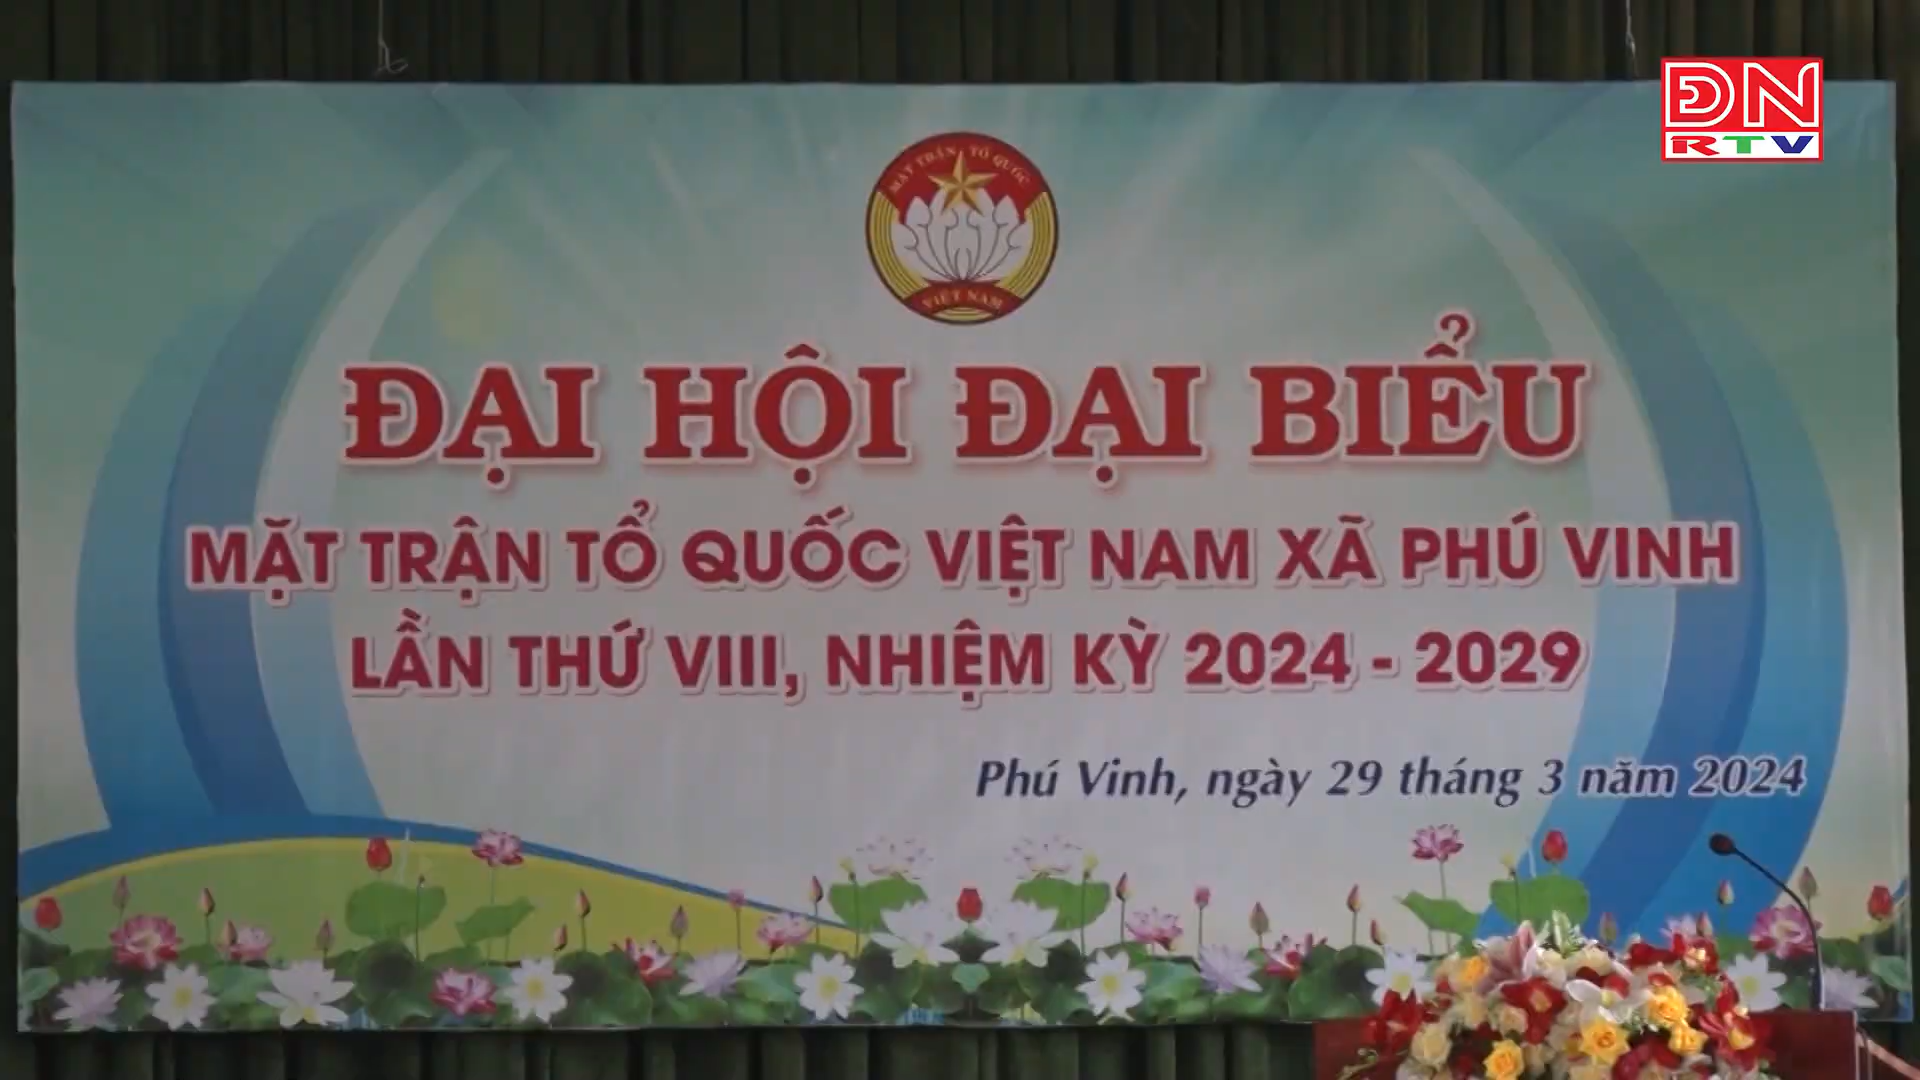 ĐN
RTV
MẶT TRẬN TỔ QUỐC
VIỆT NAM
ĐẠI HỘI ĐẠI BIỂU
MẶT TRẬN TỔ QUỐC VIỆT NAM XÃ PHÚ VINH
LẦN THỨ VIII, NHIỆM KỲ 2024 - 2029
Phú Vinh, ngày 29 tháng 3 năm 2024